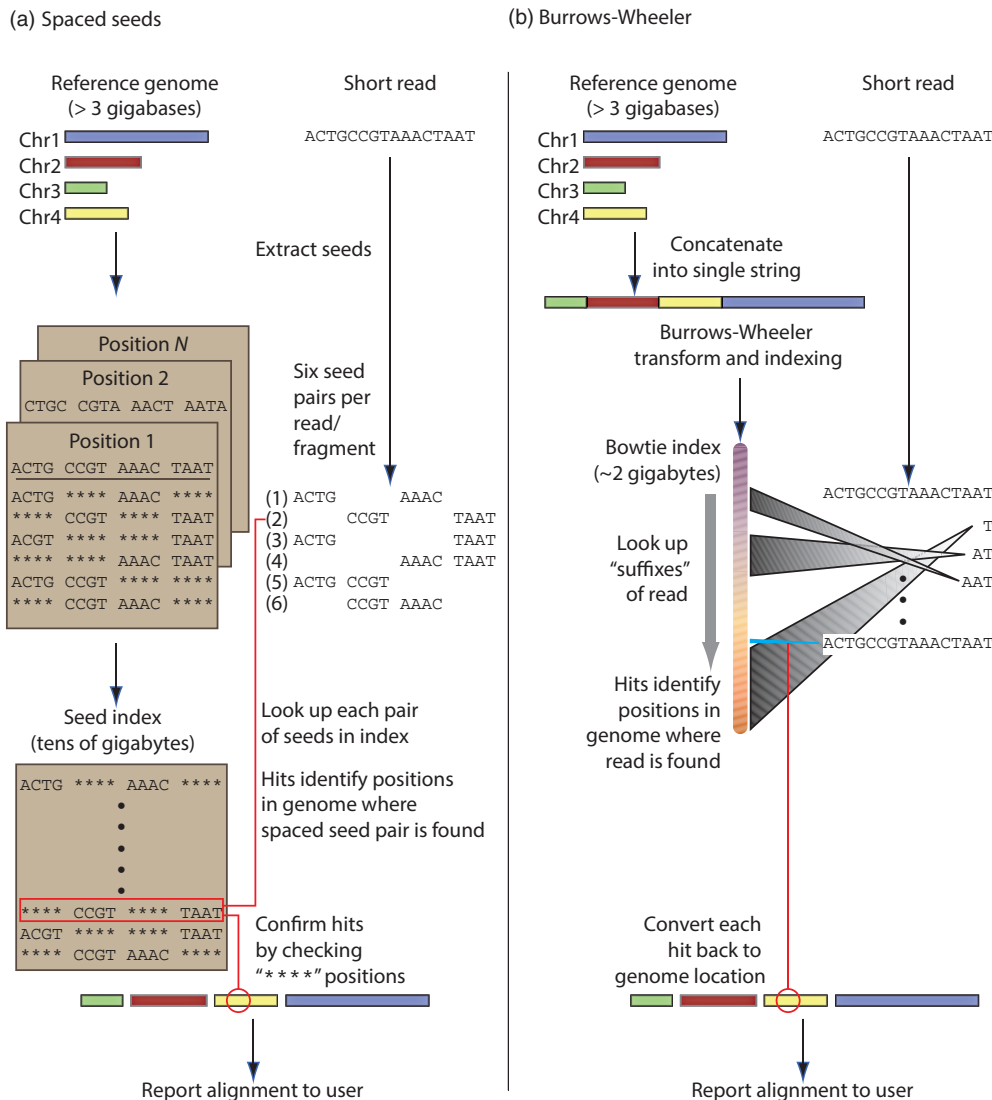 (a) Spaced seeds
Reference genome
(> 3 gigabases)
Short read
Chr1
Chr2
Chr3
Chr4
ACTGCCGTAAACTAAT
Extract seeds
Position N
Position 2
CTGC CCGTA AACT AATA
Position 1
ACTG CCGT AAAC TAAT
ACTG **** AAAC ****
**** CCGT **** TAAT
ACGT **** **** TAAT
**** **** AAAC TAAT
ACTG CCGT **** ****
**** CCGT AAAC ****
Six seed
pairs per
read/
fragment
(1) ACTG AAAC
(2) CCGT TAAT
(3) ACTG TAAT
(4) AAAC TAAT
(5) ACTG CCGT
(6) CCGT AAAC
Seed index
(tens of gigabytes)
ACTG **** AAAC ****
**** CCGT **** TAAT
ACGT **** **** TAAT
**** CCGT AAAC ****
Look up each pair
of seeds in index
Hits identify positions
in genome where
spaced seed pair is found
Confirm hits
by checking
"****" positions
Report alignment to user
(b) Burrows-Wheeler
Reference genome
(> 3 gigabases)
Short read
Chr1
Chr2
Chr3
Chr4
ACTGCCGTAAACTAAT
Concatenate
into single string
Burrows-Wheeler
transform and indexing
Bowtie index
(~2 gigabytes)
ACTGCCGTAAACTAAT
T
AT
AAT
ACTGCCGTAAACTAAT
Look up
"suffixes"
of read
Hits identify
positions in
genome where
read is found
Convert each
hit back to
genome location
Report alignment to user